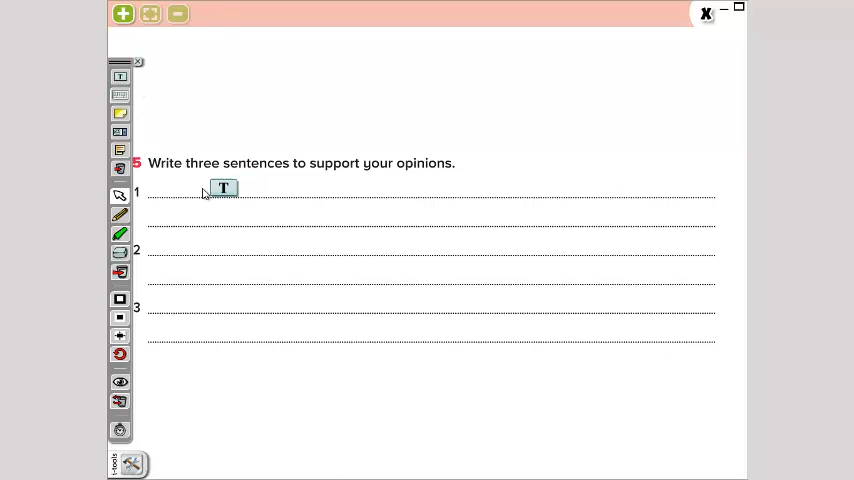 5 Write three sentences to support your opinions.
1
T
2
3
T
i-tools
X